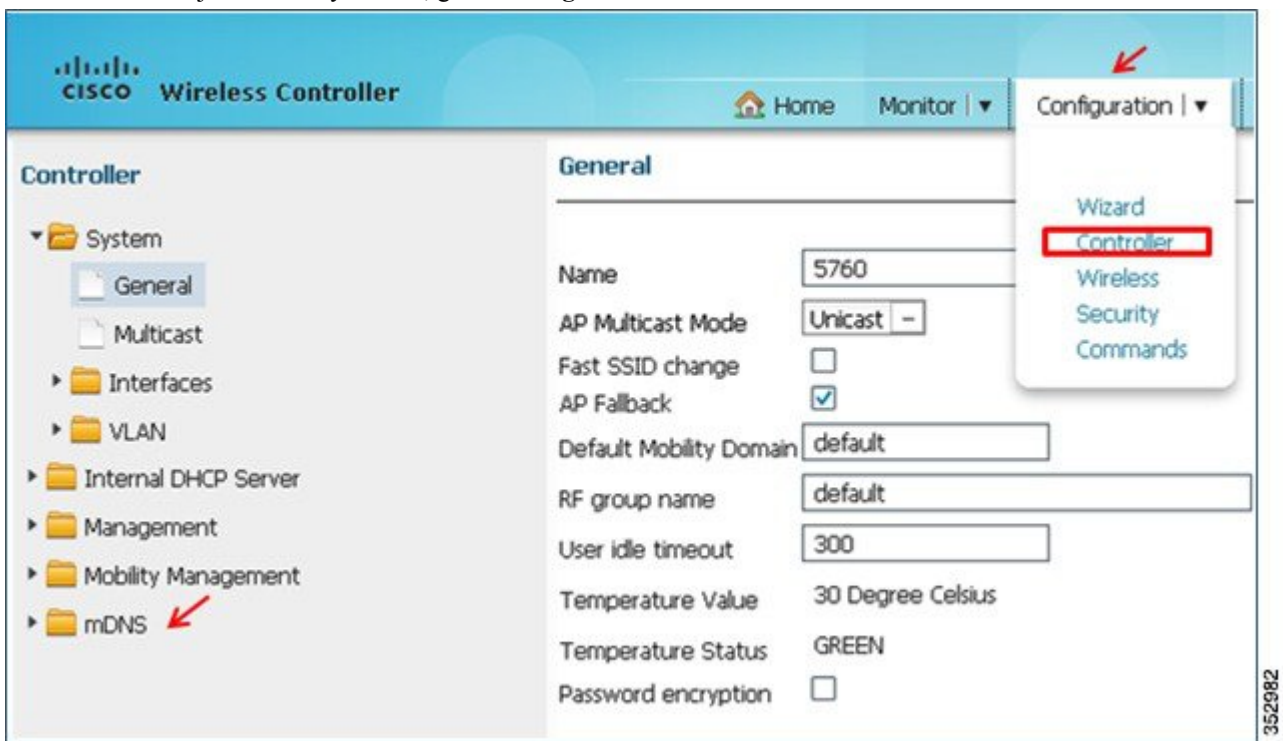 CISCO Wireless Controller
Home Monitor Configuration
Wizard
Controller
Wireless
Security
Commands
Controller
System
General
Multicast
Interfaces
VLAN
Internal DHCP Server
Management
Mobility Management
mDNS
General
Name 5760
AP Multicast Mode Unicast
Fast SSID change
AP Fallback
Default Mobility Domain default
RF group name default
User idle timeout 300
Temperature Value 30 Degree Celsius
Temperature Status GREEN
Password encryption
352982